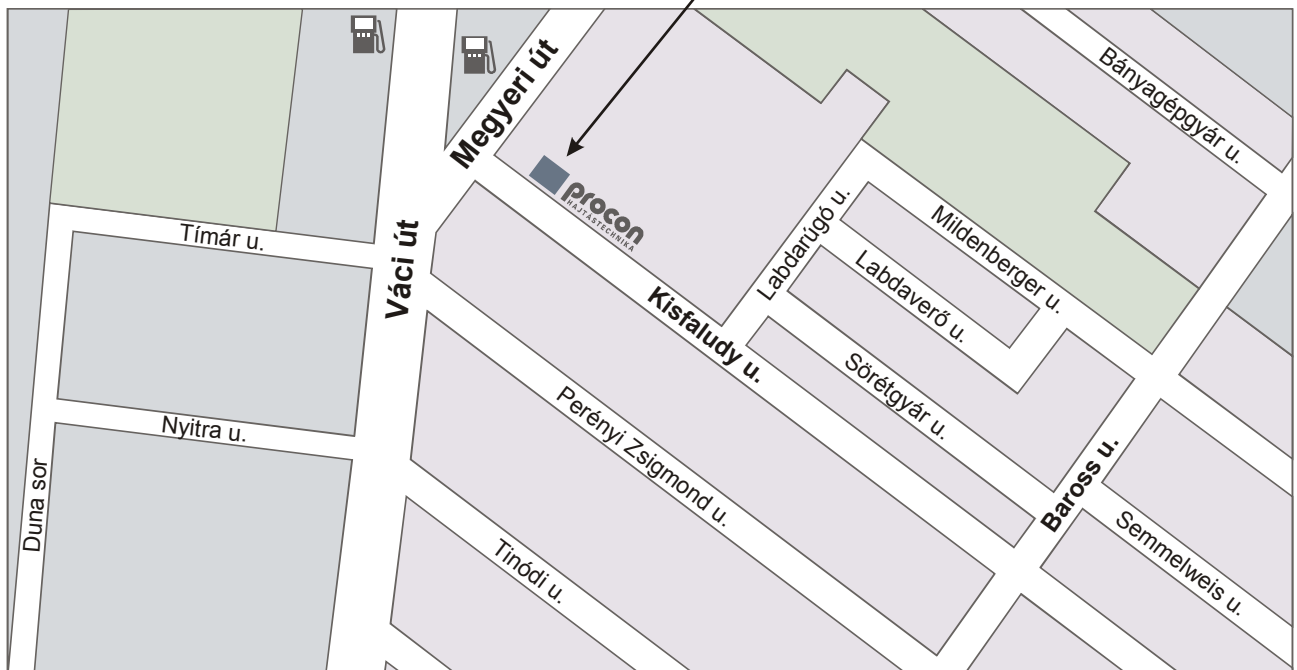 Bányagépgyár u.
Megyeri út
procon
HAJTÁSTECHNIKA
Tímár u.
Váci út
Labdarúgó u.
Mildenberger u.
Labdaverő u.
Kisfaludy u.
Sörétgyár u.
Perényi Zsigmond u.
Nyitra u.
Duna sor
Baross u.
Semmelweis u.
Tinódi u.